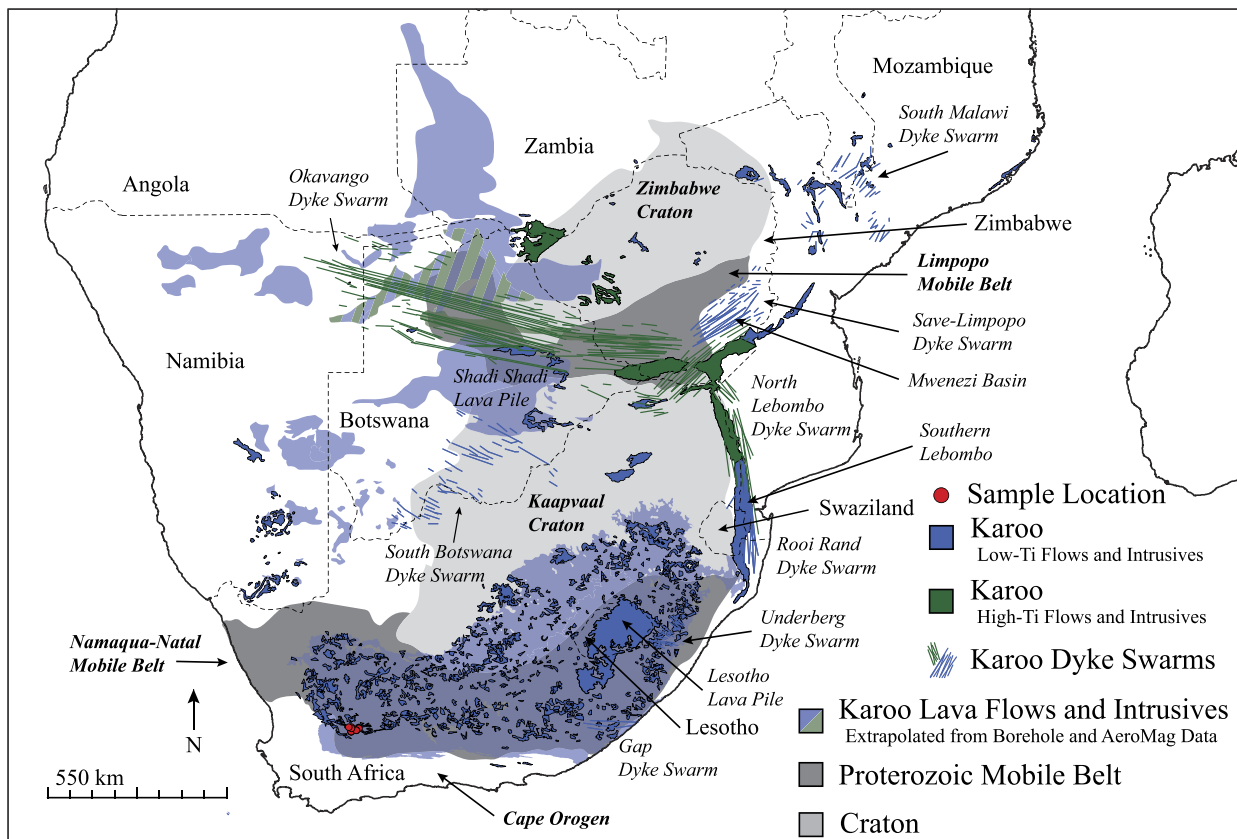 Mozambique
South Malawi
Dyke Swarm
Zambia
Angola
Okavango
Dyke Swarm
Zimbabwe
Craton
Zimbabwe
Limpopo
Mobile Belt
Save-Limpopo
Dyke Swarm
Namibia
Mwenezi Basin
Shadi Shadi
Lava Pile
North
Lebombo
Dyke Swarm
Botswana
Southern
Lebombo
Kaapvaal
Craton
Swaziland
South Botswana
Dyke Swarm
Rooi Rand
Dyke Swarm
Underberg
Dyke Swarm
Namaqua-Natal
Mobile Belt
Lesotho
Lava Pile
Lesotho
N
Gap
Dyke Swarm
South Africa
550 km
Cape Orogen
Sample Location
Karoo
Low-Ti Flows and Intrusives
Karoo
High-Ti Flows and Intrusives
Karoo Dyke Swarms
Karoo Lava Flows and Intrusives
Extrapolated from Borehole and AeroMag Data
Proterozoic Mobile Belt
Craton